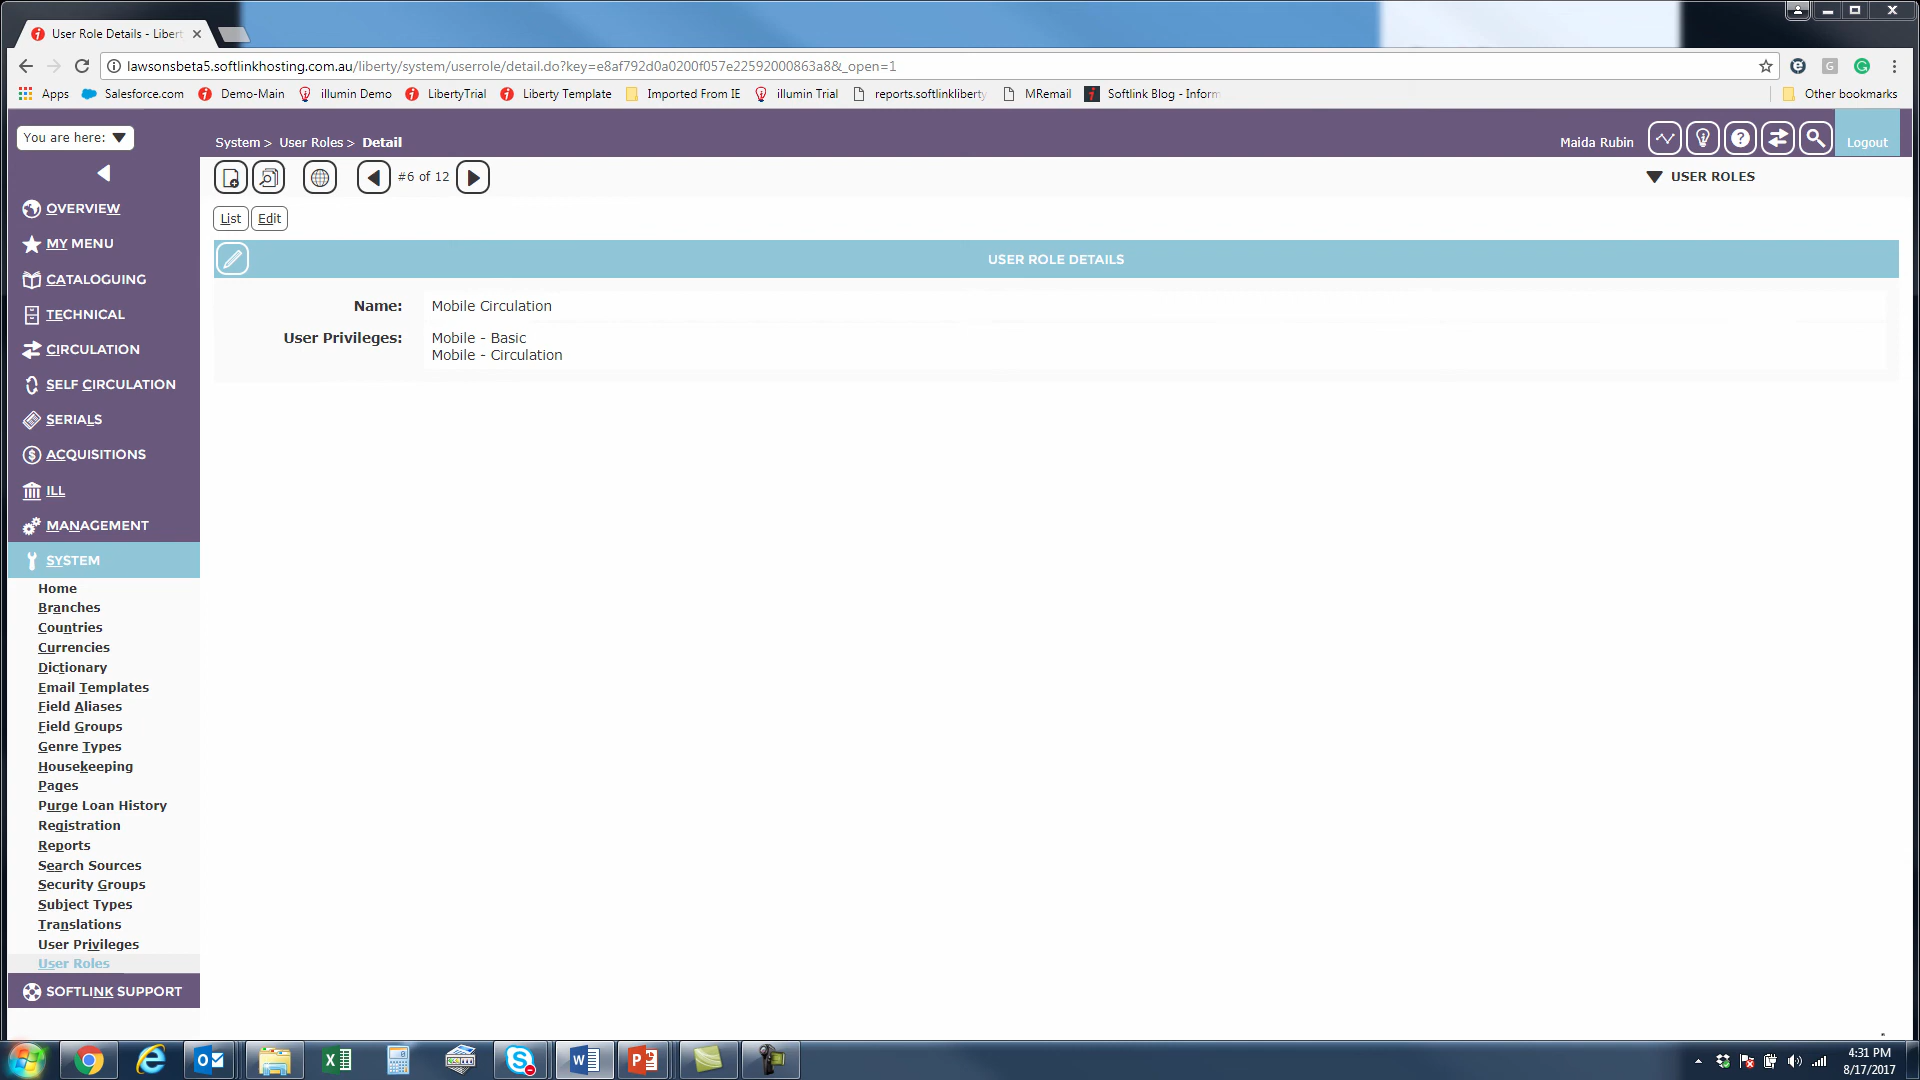 User Role Details - Libert
lawsonsbeta5.softlinkhosting.com.au/liberty/system/userrole/detail.do?key=e8af792d0a0200f057e22592000863a8&_open=1
Apps Salesforce.com Demo-Main illumin Demo LibertyTrial Liberty Template Imported From IE illumin Trial reports.softlinkliberty MRemail Softlink Blog - Inform Other bookmarks
You are here:
System > User Roles > Detail
Maida Rubin
Logout
#6 of 12
USER ROLES
List Edit
USER ROLE DETAILS
Name: Mobile Circulation
User Privileges: Mobile - Basic
Mobile - Circulation
OVERVIEW
MY MENU
CATALOGUING
TECHNICAL
CIRCULATION
SELF CIRCULATION
SERIALS
ACQUISITIONS
ILL
MANAGEMENT
SYSTEM
Home
Branches
Countries
Currencies
Dictionary
Email Templates
Field Aliases
Field Groups
Genre Types
Housekeeping
Pages
Purge Loan History
Registration
Reports
Search Sources
Security Groups
Subject Types
Translations
User Privileges
User Roles
SOFTLINK SUPPORT
4:31 PM
8/17/2017